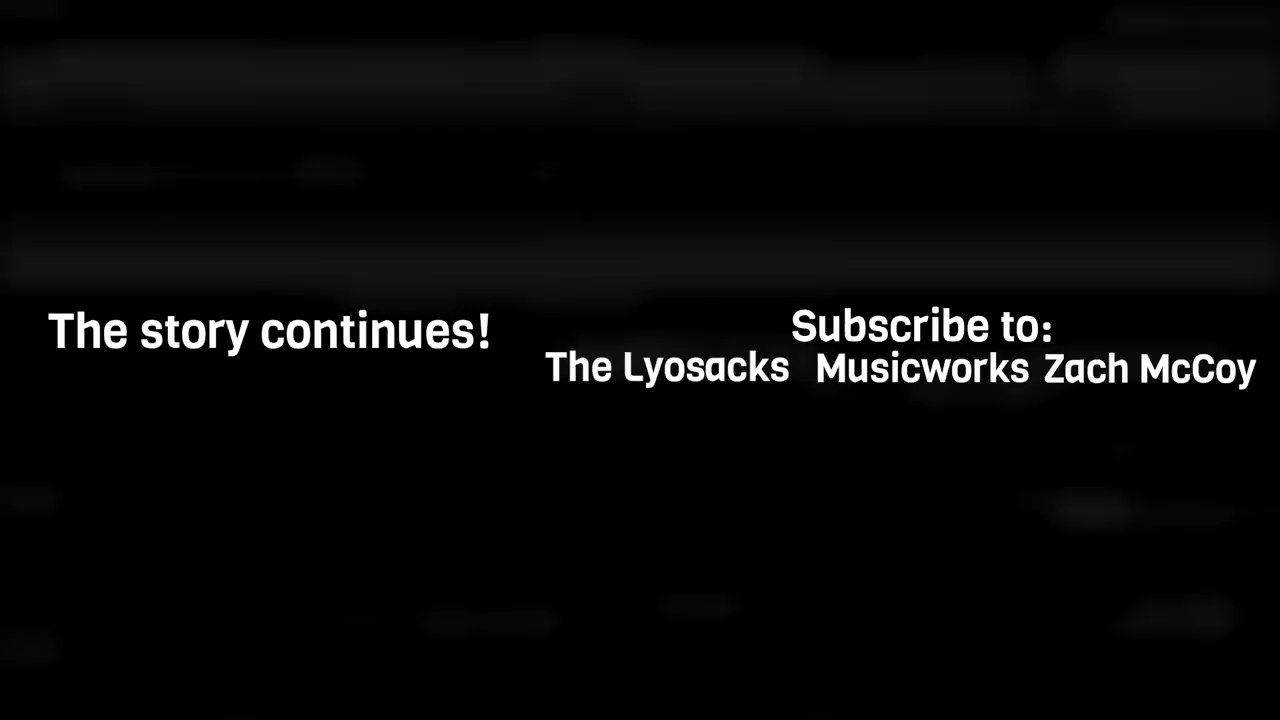 The story continues!
Subscribe to:
The Lyosacks Musicworks Zach McCoy